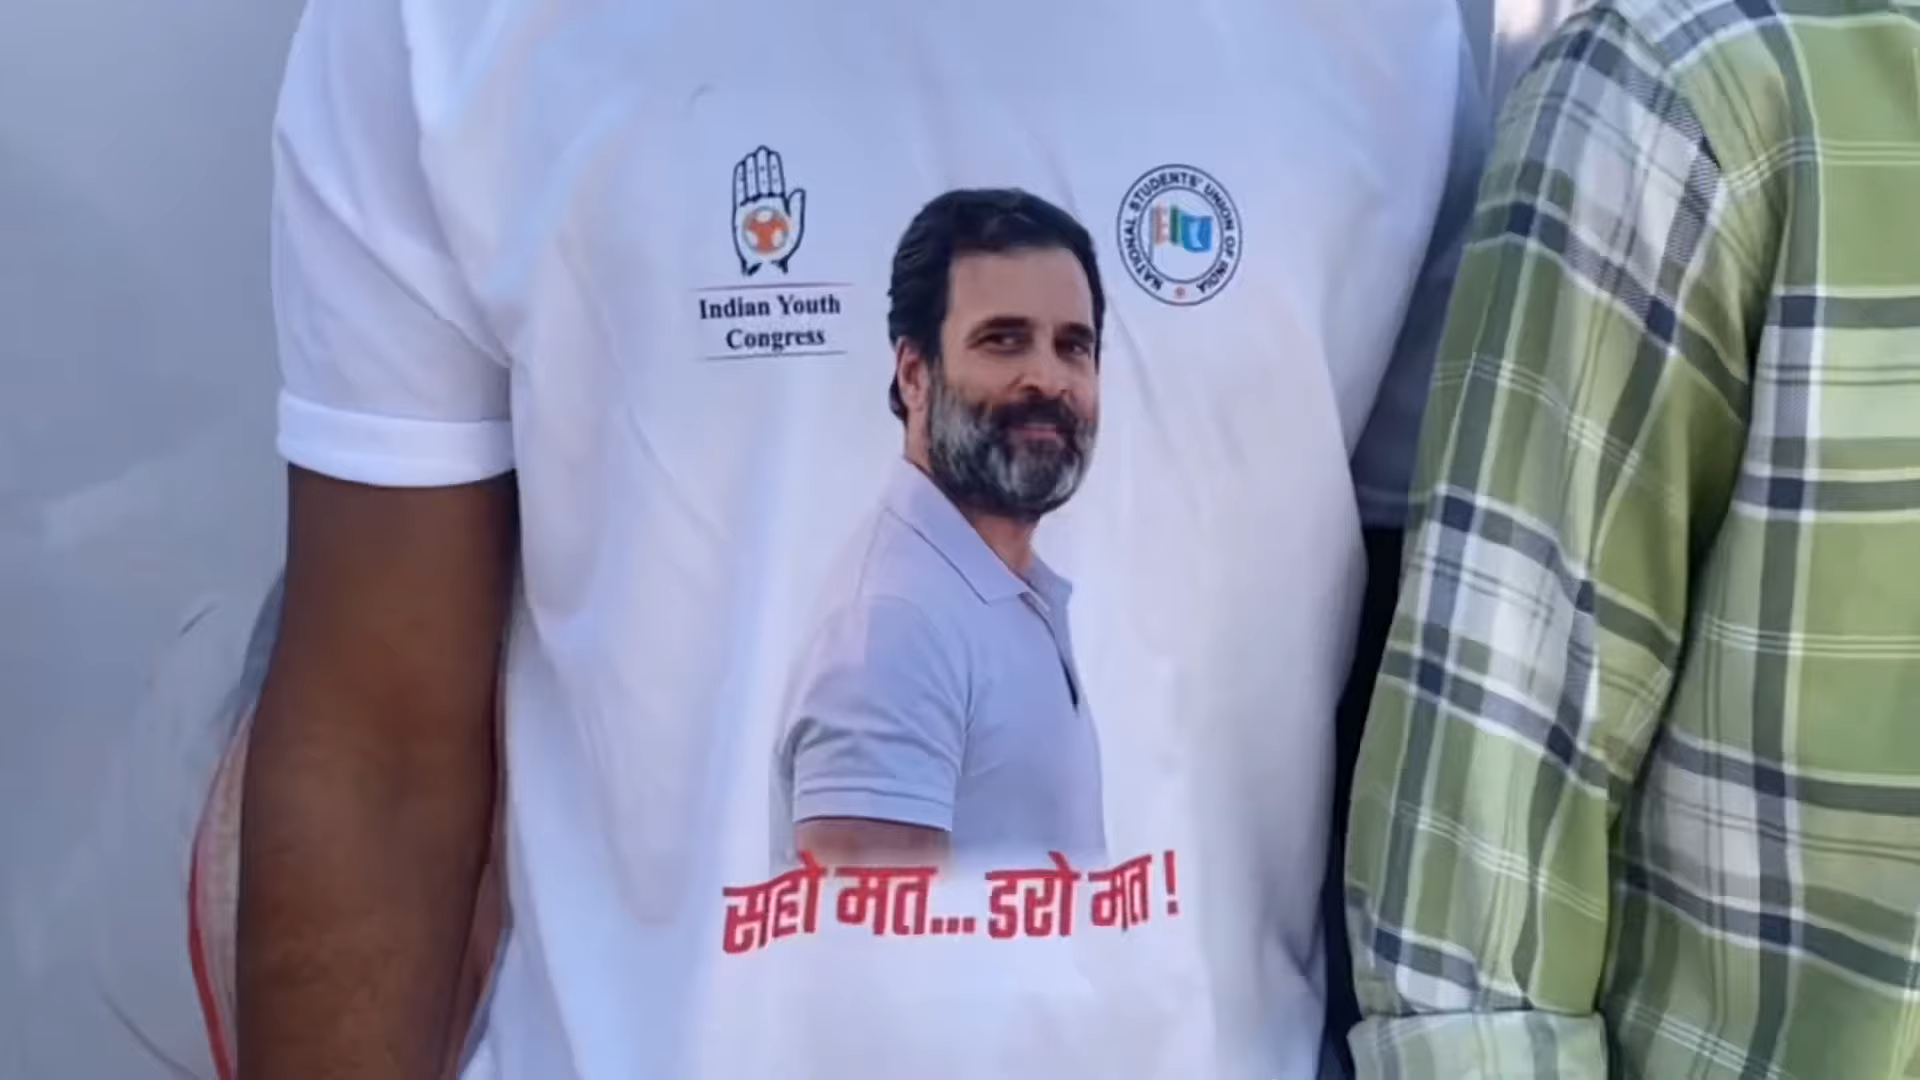 Indian Youth
Congress
NATIONAL STUDENTS' UNION OF INDIA
सहो मत... डरो मत !